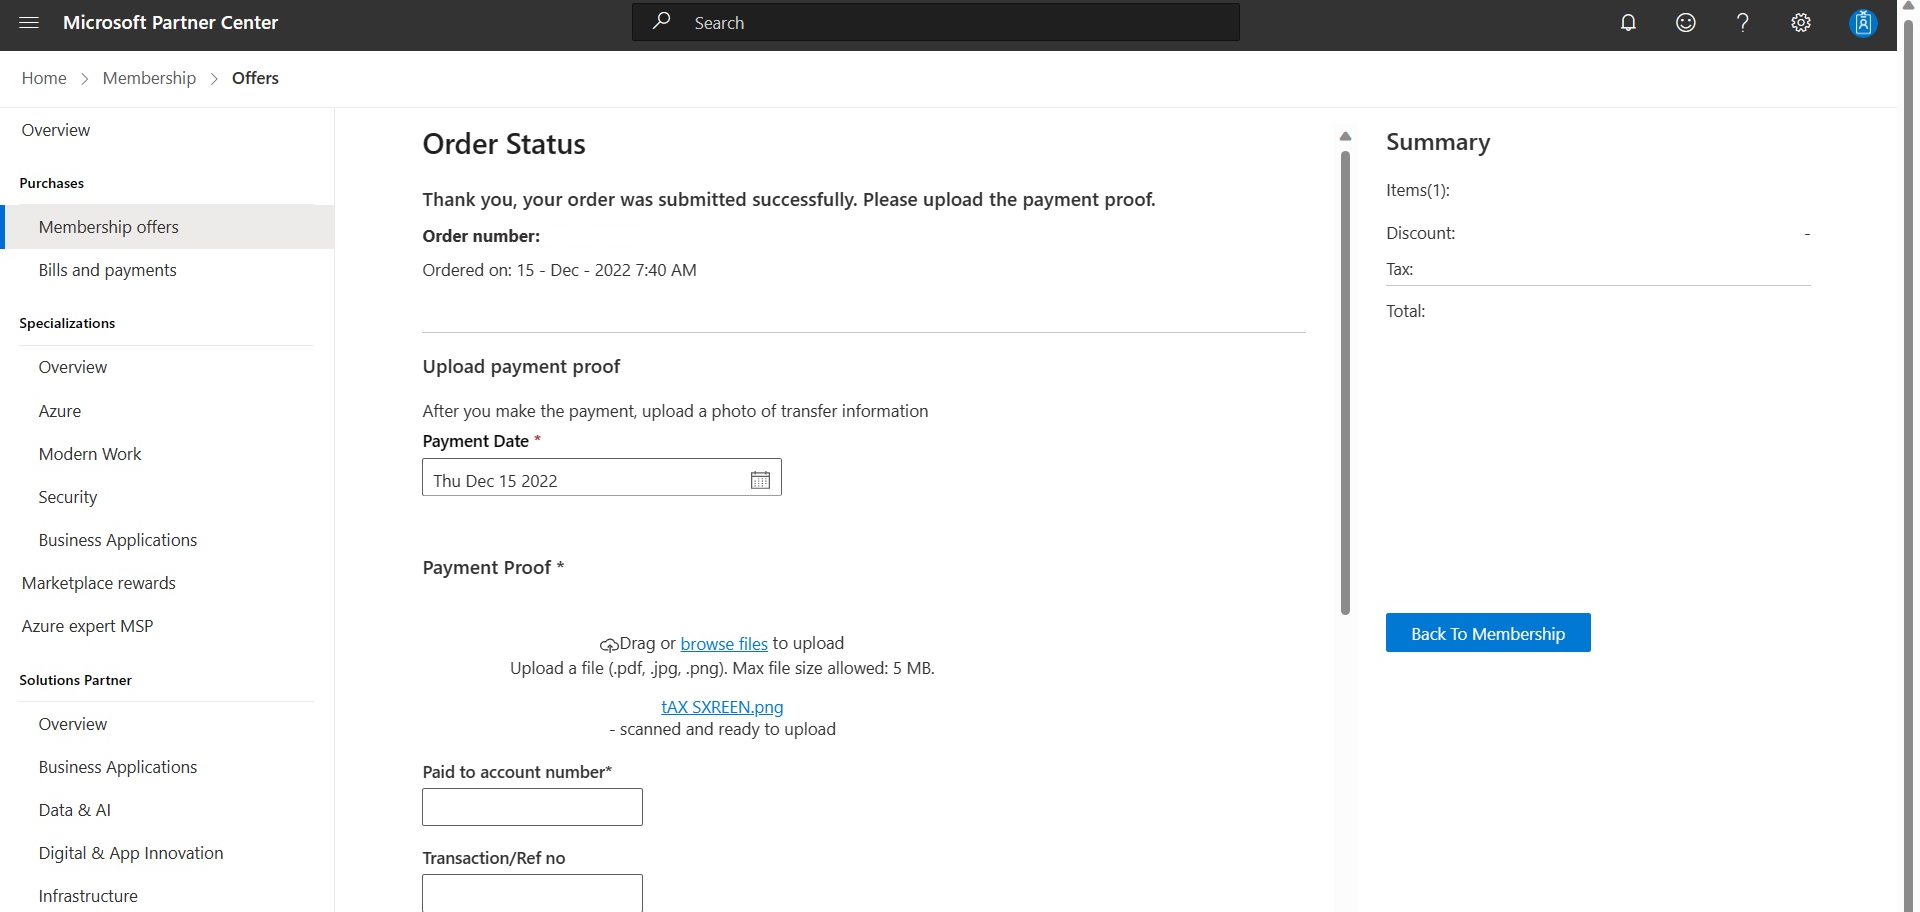 Microsoft Partner Center
Search
Home > Membership > Offers
Overview
Purchases
Membership offers
Bills and payments
Specializations
Overview
Azure
Modern Work
Security
Business Applications
Marketplace rewards
Azure expert MSP
Solutions Partner
Overview
Business Applications
Data & AI
Digital & App Innovation
Infrastructure
Order Status
Thank you, your order was submitted successfully. Please upload the payment proof.
Order number:
Ordered on: 15 - Dec - 2022 7:40 AM
Upload payment proof
After you make the payment, upload a photo of transfer information
Payment Date *
Thu Dec 15 2022
Payment Proof *
Drag or browse files to upload
Upload a file (.pdf, .jpg, .png). Max file size allowed: 5 MB.
tAX SXREEN.png
- scanned and ready to upload
Paid to account number*
Transaction/Ref no
Summary
Items(1):
Discount: -
Tax:
Total:
Back To Membership